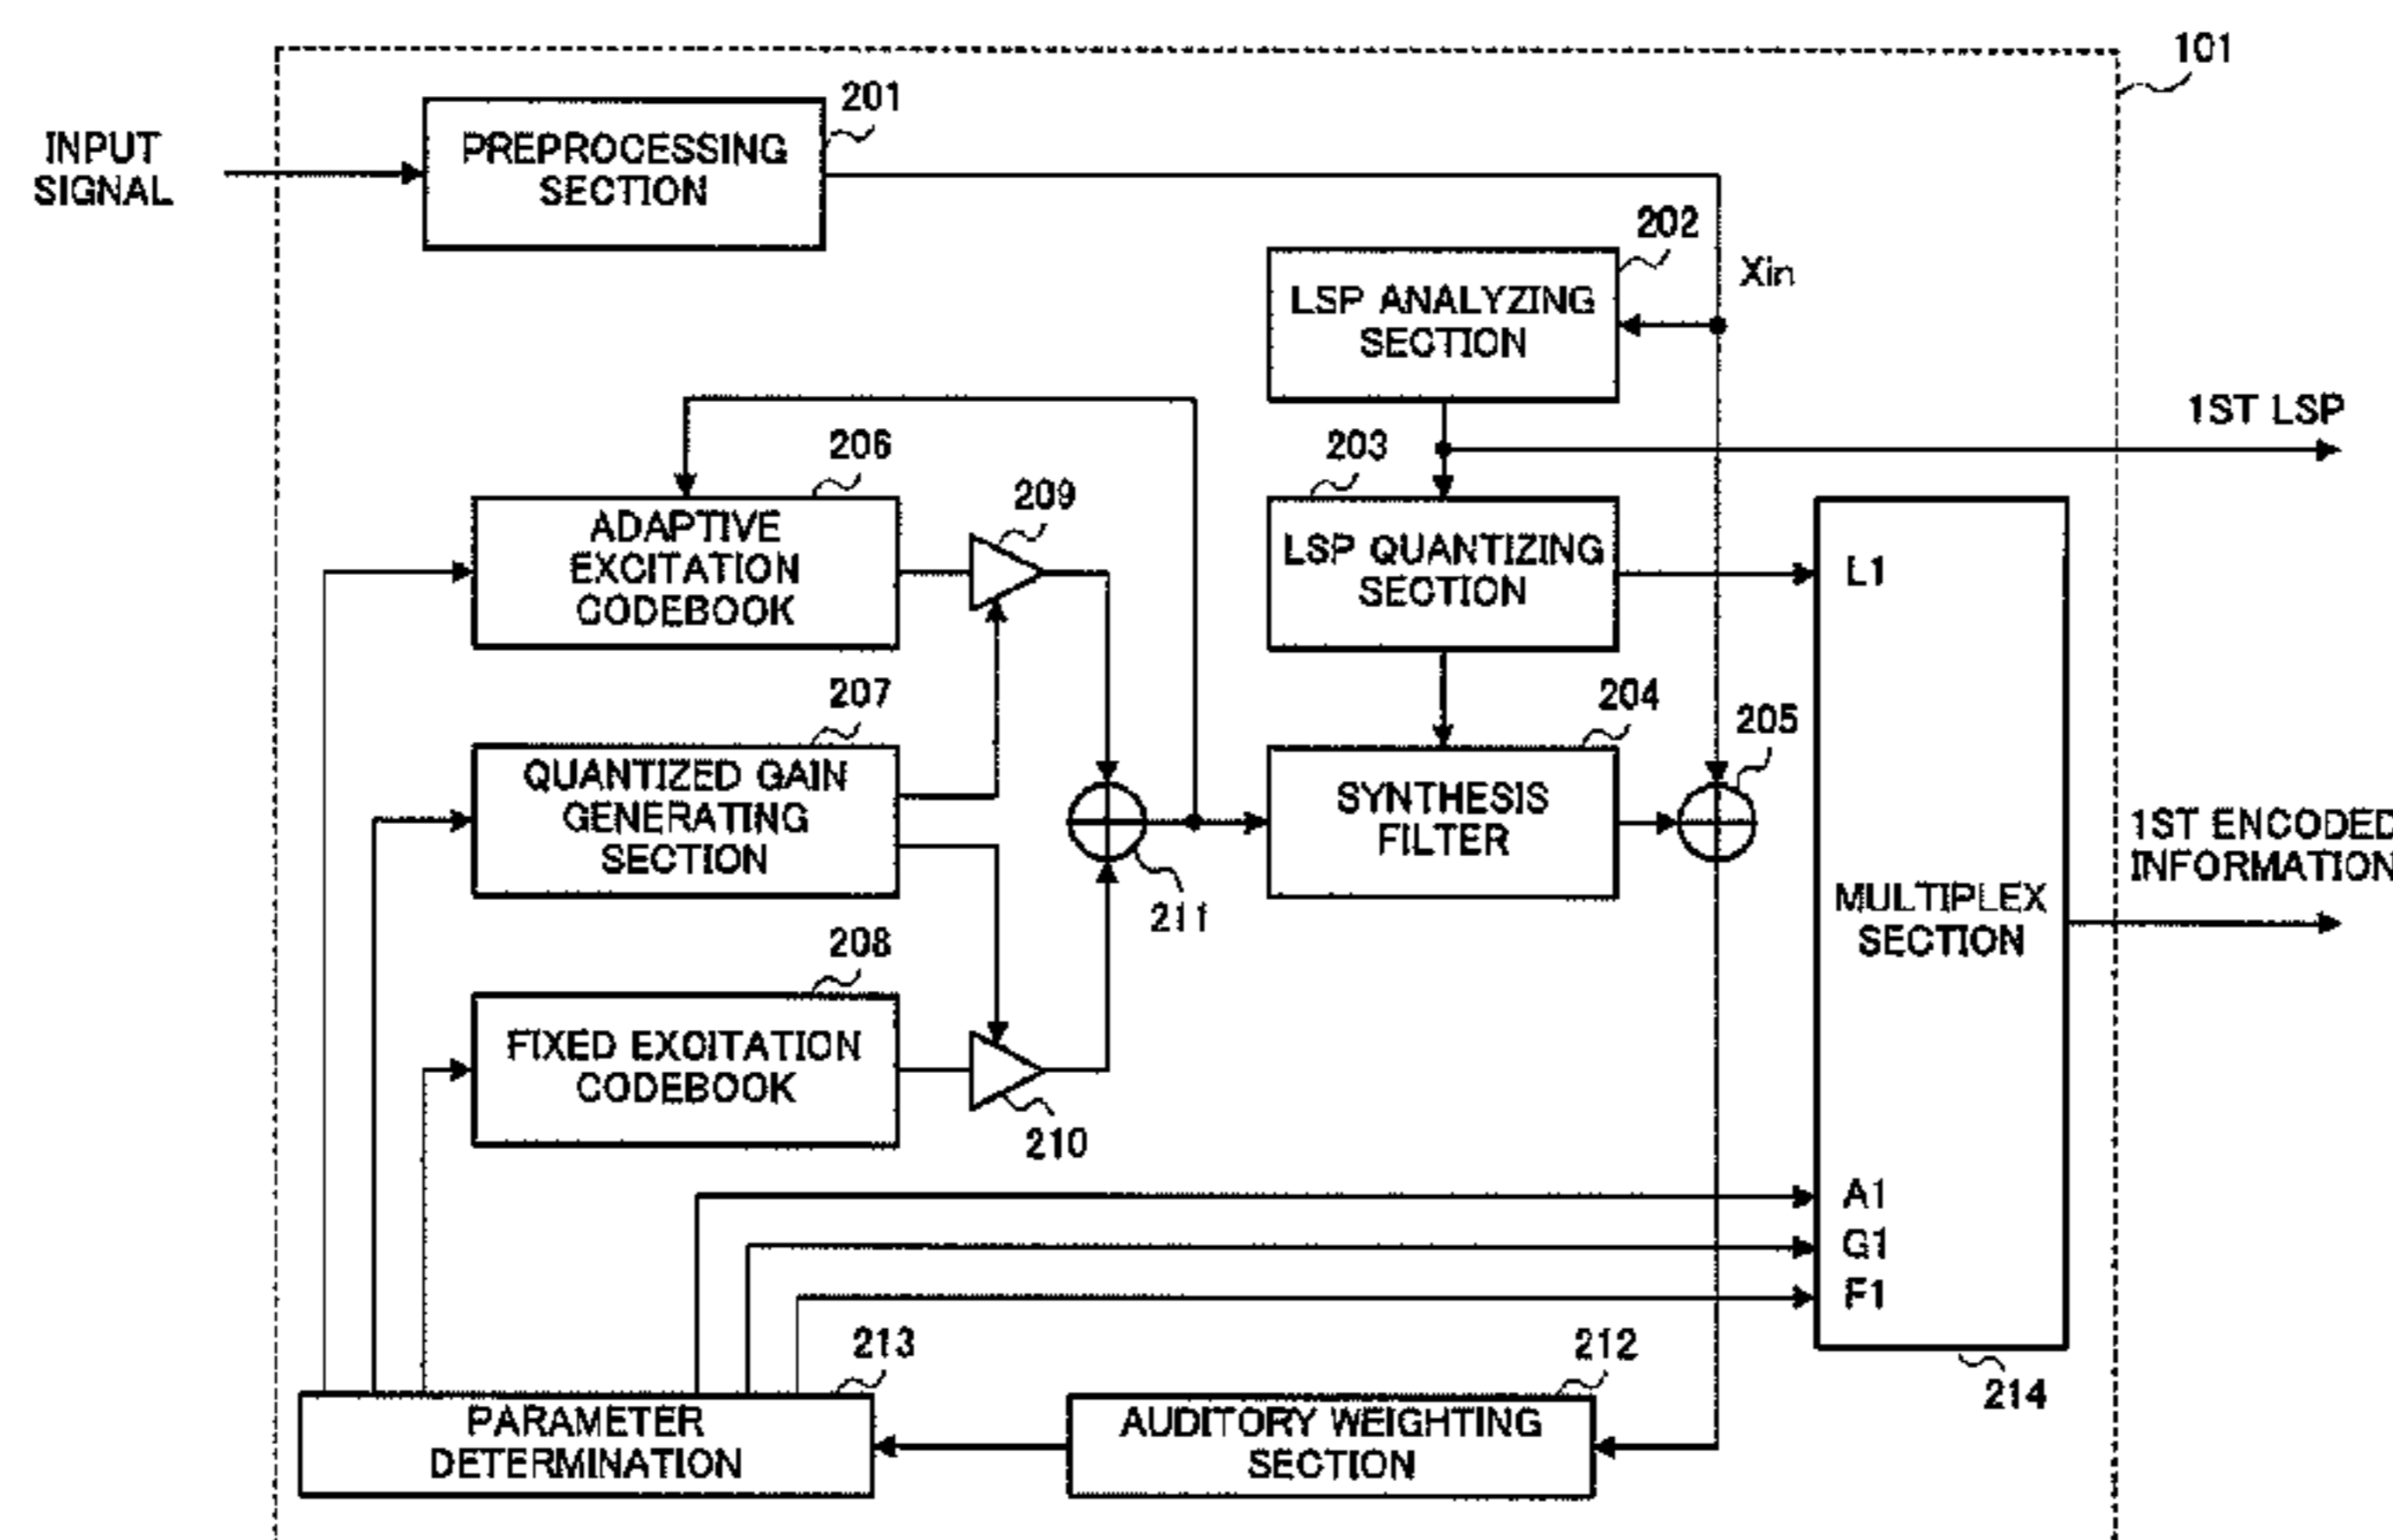 101
INPUT
SIGNAL
PREPROCESSING
SECTION
201
202
Xin
LSP ANALYZING
SECTION
1ST LSP
203
206
209
ADAPTIVE
EXCITATION
CODEBOOK
LSP QUANTIZING
SECTION
L1
207
204
205
QUANTIZED GAIN
GENERATING
SECTION
SYNTHESIS
FILTER
211
1ST ENCODED
INFORMATION
MULTIPLEX
SECTION
208
FIXED EXCITATION
CODEBOOK
210
A1
G1
F1
213
212
214
PARAMETER
DETERMINATION
AUDITORY WEIGHTING
SECTION